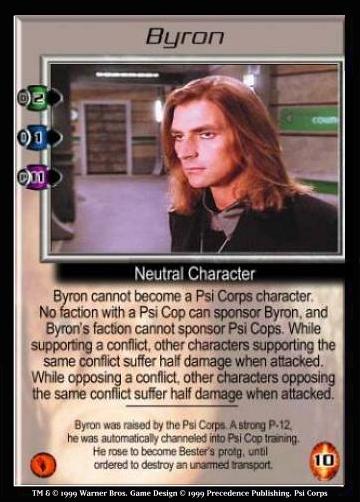 Byron
D 2
D 1
P 11
COUN
Neutral Character
Byron cannot become a Psi Corps character.
No faction with a Psi Cop can sponsor Byron, and
Byron's faction cannot sponsor Psi Cops. While
supporting a conflict, other characters supporting the
same conflict suffer half damage when attacked.
While opposing a conflict, other characters opposing
the same conflict suffer half damage when attacked.
Byron was raised by the Psi Corps. A strong P-12,
he was automatically channeled into Psi Cop training.
He rose to become Bester's protg, until
ordered to destroy an unarmed transport.
10
TM & © 1999 Warner Bros. Game Design © 1999 Precedence Publishing. Psi Corps